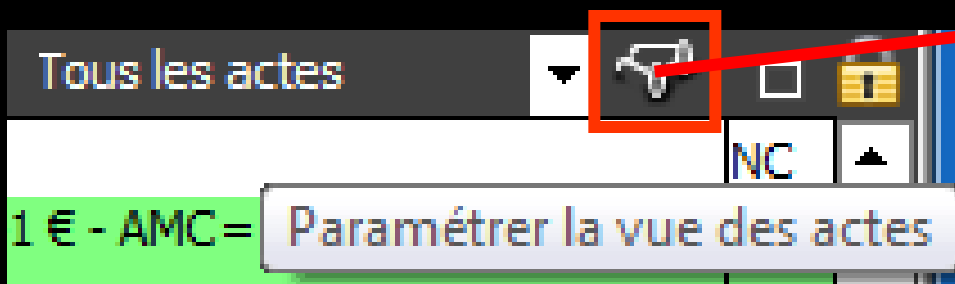 Tous les actes
NC
1 € - AMC=
Paramétrer la vue des actes